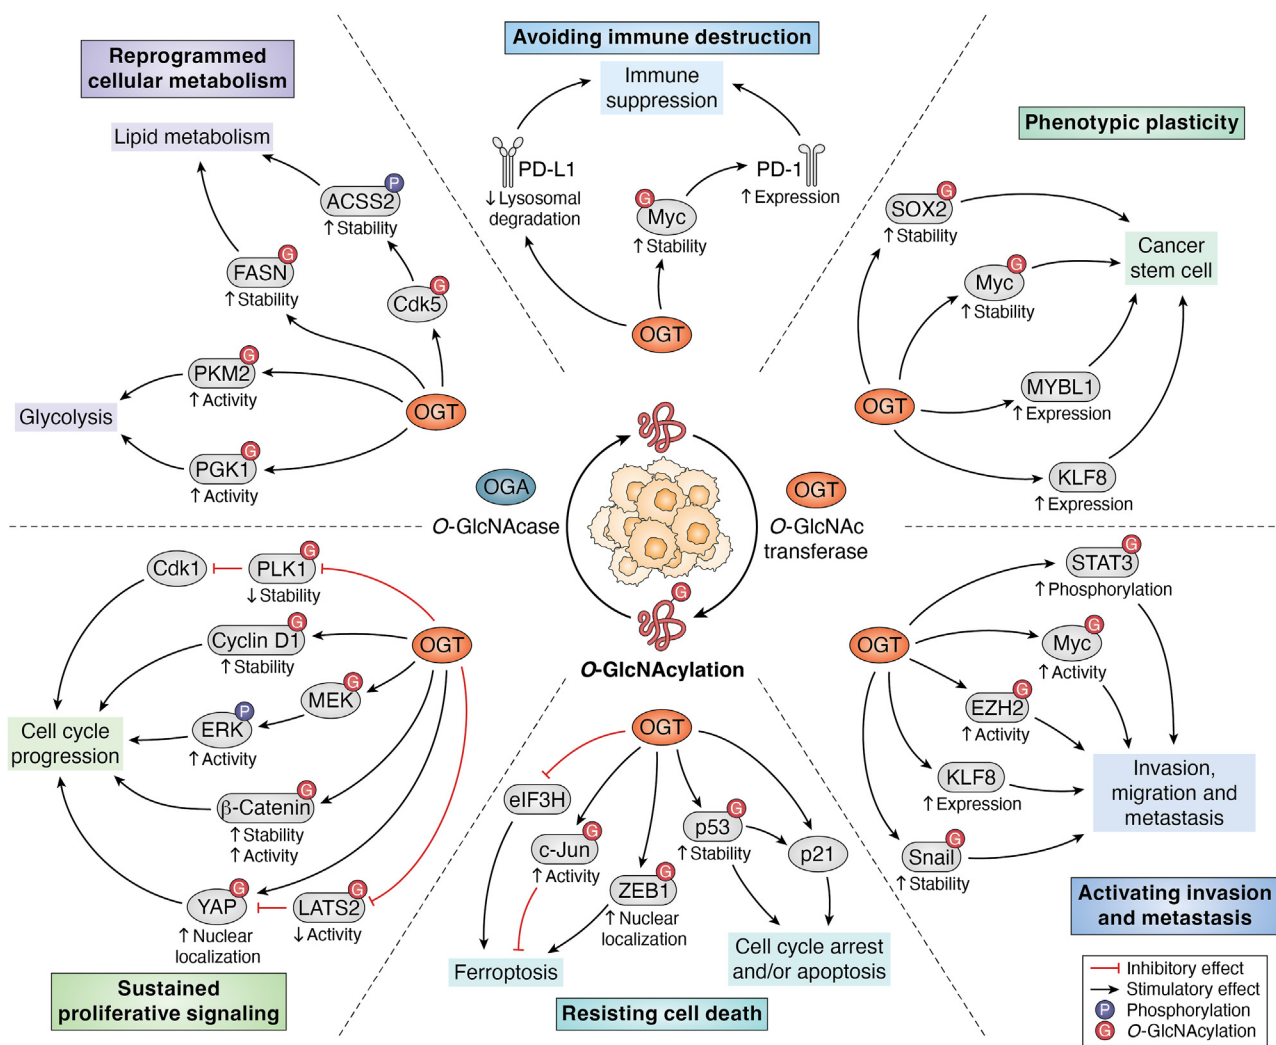 Reprogrammed
cellular metabolism
Lipid metabolism
P
ACSS2
↑ Stability
G
FASN
↑ Stability
G
Cdk5
G
PKM2
↑ Activity
OGT
Glycolysis
G
PGK1
↑ Activity
Avoiding immune destruction
Immune
suppression
PD-L1
↓ Lysosomal
degradation
PD-1
↑ Expression
G
Myc
↑ Stability
OGT
Phenotypic plasticity
G
SOX2
↑ Stability
Cancer
stem cell
G
Myc
↑ Stability
MYBL1
↑ Expression
OGT
KLF8
↑ Expression
OGA
O-GlcNAcase
OGT
O-GlcNAc
transferase
G
O-GlcNAcylation
Cdk1
G
PLK1
↓ Stability
G
Cyclin D1
↑ Stability
OGT
G
MEK
P
ERK
↑ Activity
Cell cycle
progression
G
β-Catenin
↑ Stability
↑ Activity
G
YAP
↑ Nuclear
localization
G
LATS2
↓ Activity
Sustained
proliferative signaling
OGT
eIF3H
G
c-Jun
↑ Activity
G
ZEB1
↑ Nuclear
localization
G
p53
↑ Stability
p21
Ferroptosis
Cell cycle arrest
and/or apoptosis
Resisting cell death
G
STAT3
↑ Phosphorylation
OGT
G
Myc
↑ Activity
G
EZH2
↑ Activity
KLF8
↑ Expression
G
Snail
↑ Stability
Invasion,
migration and
metastasis
Activating invasion
and metastasis
Inhibitory effect
Stimulatory effect
P Phosphorylation
G O-GlcNAcylation